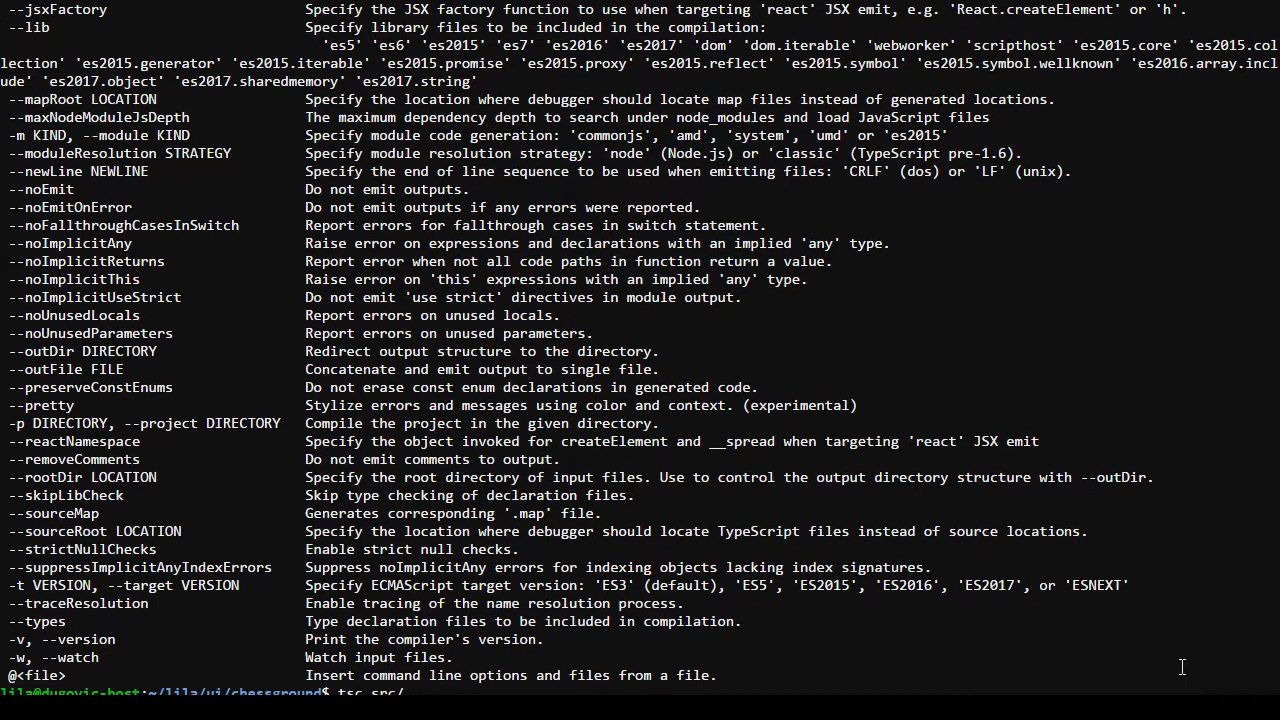 --jsxFactory Specify the JSX factory function to use when targeting 'react' JSX emit, e.g. 'React.createElement' or 'h'.
--lib Specify library files to be included in the compilation:
'es5' 'es6' 'es2015' 'es7' 'es2016' 'es2017' 'dom' 'dom.iterable' 'webworker' 'scripthost' 'es2015.core' 'es2015.col
lection' 'es2015.generator' 'es2015.iterable' 'es2015.promise' 'es2015.proxy' 'es2015.reflect' 'es2015.symbol' 'es2015.symbol.wellknown' 'es2016.array.inc
lude' 'es2017.object' 'es2017.sharedmemory' 'es2017.string'
--mapRoot LOCATION Specify the location where debugger should locate map files instead of generated locations.
--maxNodeModuleJsDepth The maximum dependency depth to search under node_modules and load JavaScript files
-m KIND, --module KIND Specify module code generation: 'commonjs', 'amd', 'system', 'umd' or 'es2015'
--moduleResolution STRATEGY Specify module resolution strategy: 'node' (Node.js) or 'classic' (TypeScript pre-1.6).
--newLine NEWLINE Specify the end of line sequence to be used when emitting files: 'CRLF' (dos) or 'LF' (unix).
--noEmit Do not emit outputs.
--noEmitOnError Do not emit outputs if any errors were reported.
--noFallthroughCasesInSwitch Report errors for fallthrough cases in switch statement.
--noImplicitAny Raise error on expressions and declarations with an implied 'any' type.
--noImplicitReturns Report error when not all code paths in function return a value.
--noImplicitThis Raise error on 'this' expressions with an implied 'any' type.
--noImplicitUseStrict Do not emit 'use strict' directives in module output.
--noUnusedLocals Report errors on unused locals.
--noUnusedParameters Report errors on unused parameters.
--outDir DIRECTORY Redirect output structure to the directory.
--outFile FILE Concatenate and emit output to single file.
--preserveConstEnums Do not erase const enum declarations in generated code.
--pretty Stylize errors and messages using color and context. (experimental)
-p DIRECTORY, --project DIRECTORY Compile the project in the given directory.
--reactNamespace Specify the object invoked for createElement and __spread when targeting 'react' JSX emit
--removeComments Do not emit comments to output.
--rootDir LOCATION Specify the root directory of input files. Use to control the output directory structure with --outDir.
--skipLibCheck Skip type checking of declaration files.
--sourceMap Generates corresponding '.map' file.
--sourceRoot LOCATION Specify the location where debugger should locate TypeScript files instead of source locations.
--strictNullChecks Enable strict null checks.
--suppressImplicitAnyIndexErrors Suppress noImplicitAny errors for indexing objects lacking index signatures.
-t VERSION, --target VERSION Specify ECMAScript target version: 'ES3' (default), 'ES5', 'ES2015', 'ES2016', 'ES2017', or 'ESNEXT'
--traceResolution Enable tracing of the name resolution process.
--types Type declaration files to be included in compilation.
-v, --version Print the compiler's version.
-w, --watch Watch input files.
@<file> Insert command line options and files from a file.
lila@dugovic-host:~/lila/ui/chessground$ tsc src/